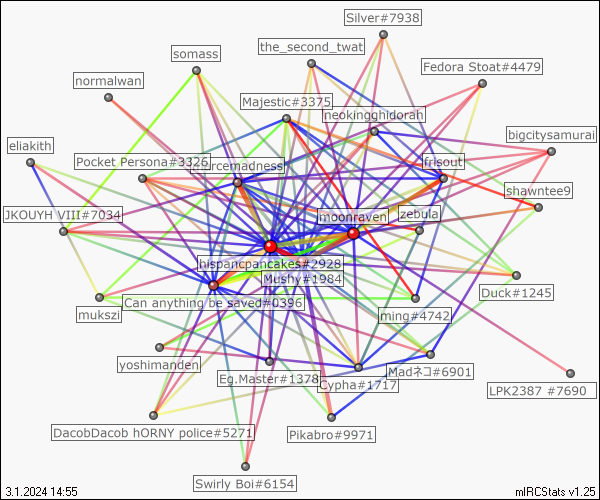 Silver#7938
somass
the_second_twat
Fedora Stoat#4479
normalwan
Majestic#3375
neokingghidorah
bigcitysamurai
eliakith
Pocket Persona#3326
urcemadness
frisout
shawntee9
JKOUYH VIII#7034
moonraven
zebula
hispancpancakes#2928
Mushy#1984
Duck#1245
Can anything be saved#0396
mukszi
ming#4742
yoshimanden
Eg.Master#1378
Cypha#1717
Madネコ#6901
LPK2387 #7690
DacobDacob hORNY police#5271
Pikabro#9971
Swirly Boi#6154
3.1.2024 14:55
mIRCStats v1.25